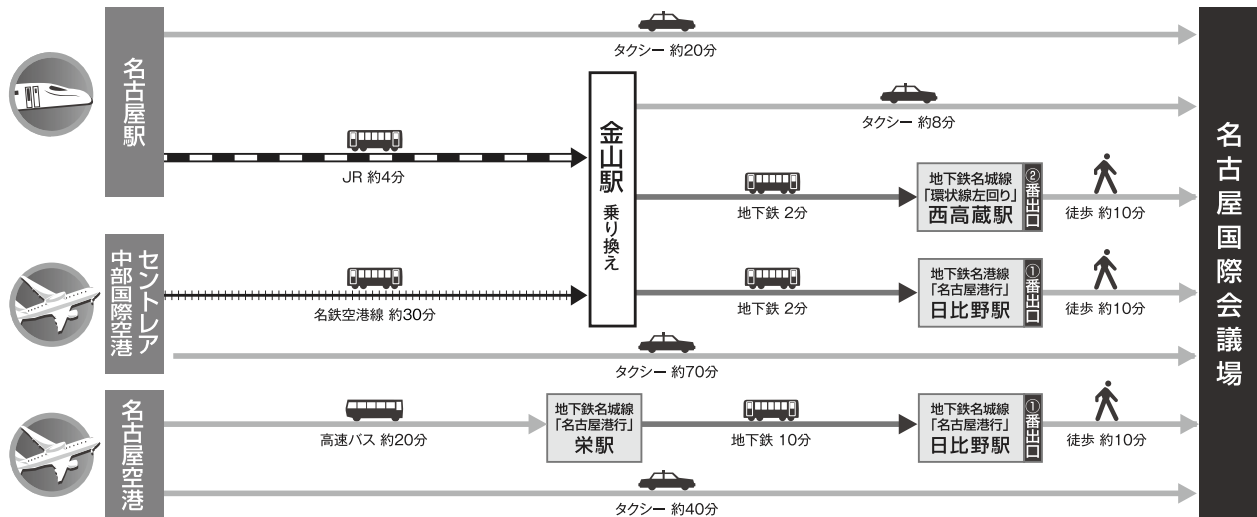 名古屋駅
タクシー 約20分
JR 約4分
金山駅 乗り換え
タクシー 約8分
地下鉄 2分
地下鉄名城線
「環状線左回り」
西高蔵駅
②番出口
徒歩 約10分
セントレア
中部国際空港
名鉄空港線 約30分
地下鉄 2分
地下鉄名港線
「名古屋港行」
日比野駅
①番出口
徒歩 約10分
タクシー 約70分
名古屋空港
高速バス 約20分
地下鉄名城線
「名古屋港行」
栄駅
地下鉄 10分
地下鉄名城線
「名古屋港行」
日比野駅
①番出口
徒歩 約10分
タクシー 約40分
名古屋国際会議場